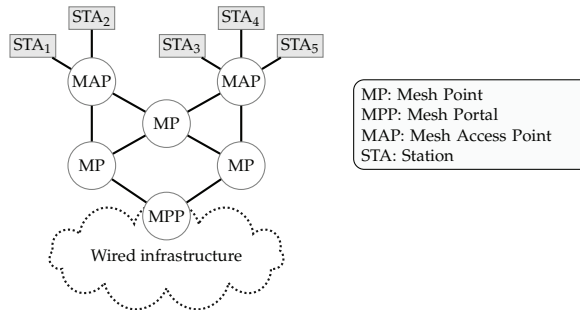 STA2
STA4
STA1
STA3
STA5
MAP
MAP
MP
MP
MP
MPP
Wired infrastructure
MP: Mesh Point
MPP: Mesh Portal
MAP: Mesh Access Point
STA: Station